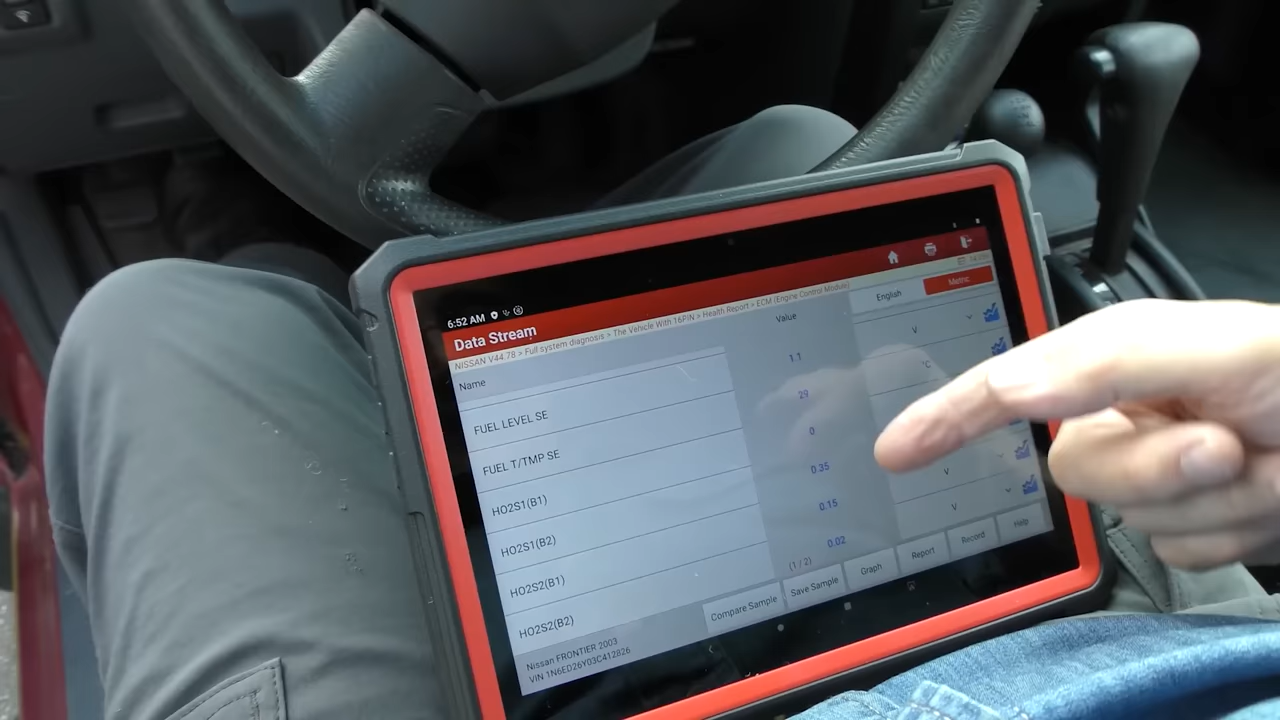 6:52 AM
Data Stream
NISSAN V44.78 > Full system diagnosis > The Vehicle With 16PIN > Health Report > ECM (Engine Control Module)
English
Metric
Name
Value
1.1
V
FUEL LEVEL SE
29
°C
FUEL T/TMP SE
0
HO2S1(B1)
0.35
V
HO2S1(B2)
0.15
V
HO2S2(B1)
0.02
HO2S2(B2)
(1 / 2)
Compare Sample
Save Sample
Graph
Report
Record
Help
Nissan FRONTIER 2003
VIN 1N6ED26Y03C412826